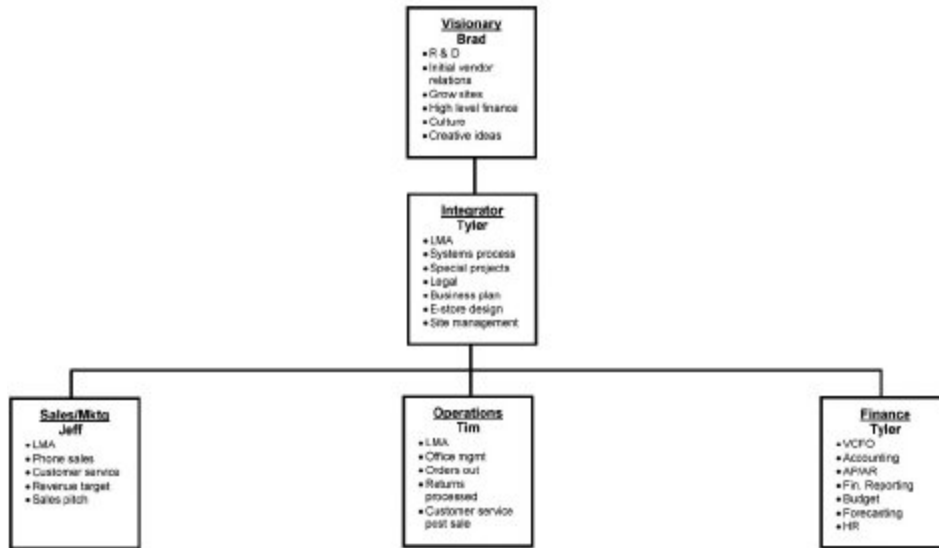 Visionary
Brad
• R & D
• Initial vendor
relations
• Grow sites
• High level finance
• Culture
• Creative ideas
Integrator
Tyler
• LMA
• Systems process
• Special projects
• Legal
• Business plan
• E-store design
• Site management
Sales/Mktg
Jeff
• LMA
• Phone sales
• Customer service
• Revenue target
• Sales pitch
Operations
Tim
• LMA
• Office mgmt
• Orders out
• Returns
processed
• Customer service
post sale
Finance
Tyler
• VCFO
• Accounting
• AP/AR
• Fin. Reporting
• Budget
• Forecasting
• HR